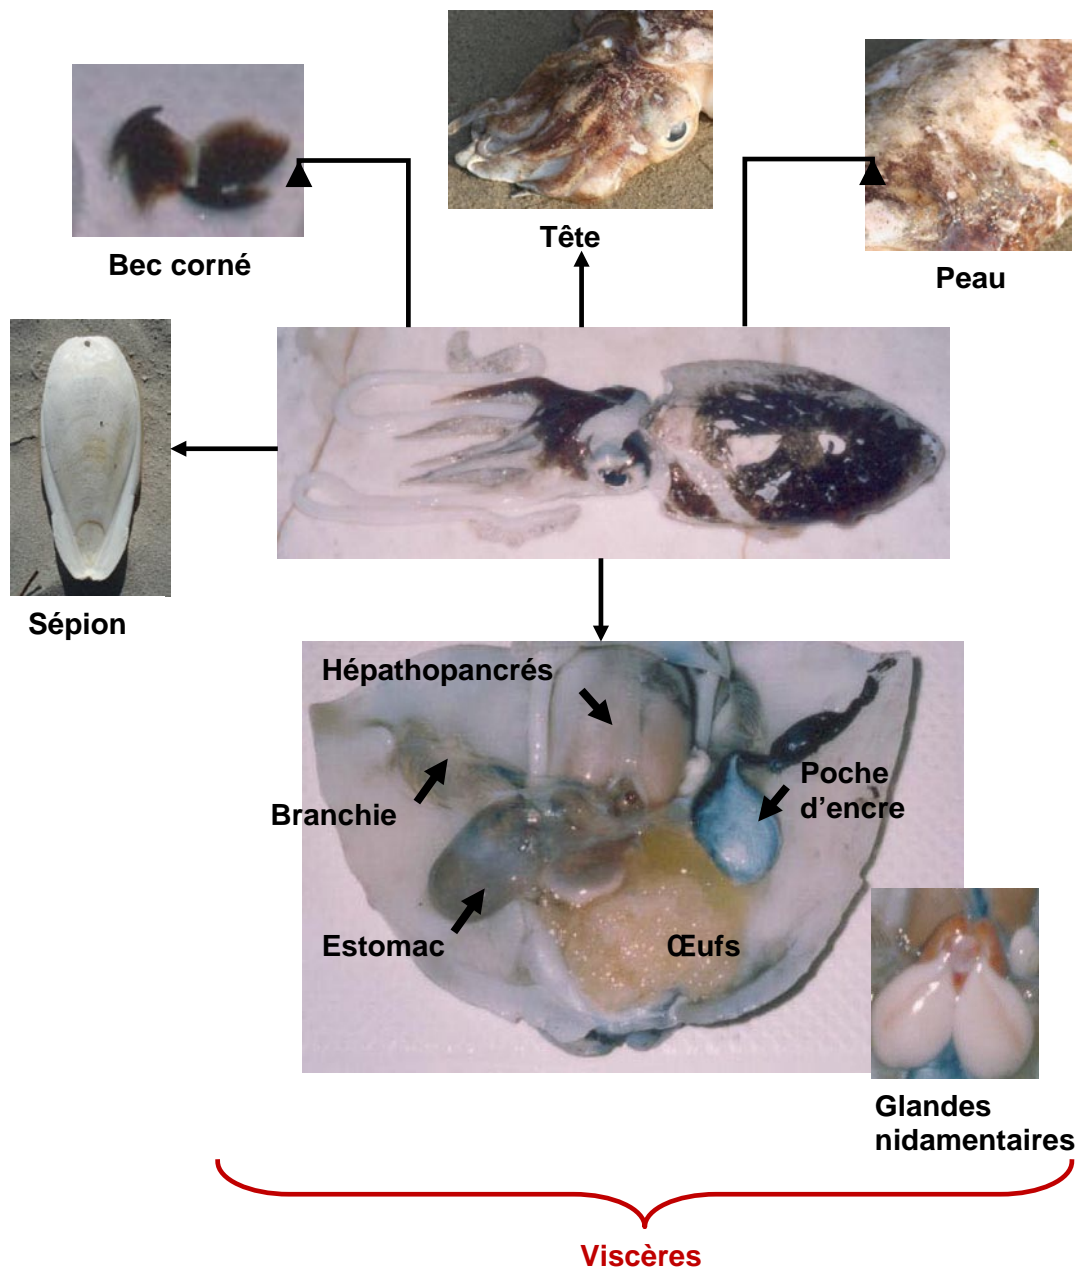 Tête
Bec corné
Peau
Sépion
Hépathopancrés
Poche
d'encre
Branchie
Estomac
Œufs
Glandes
nidamentaires
Viscères